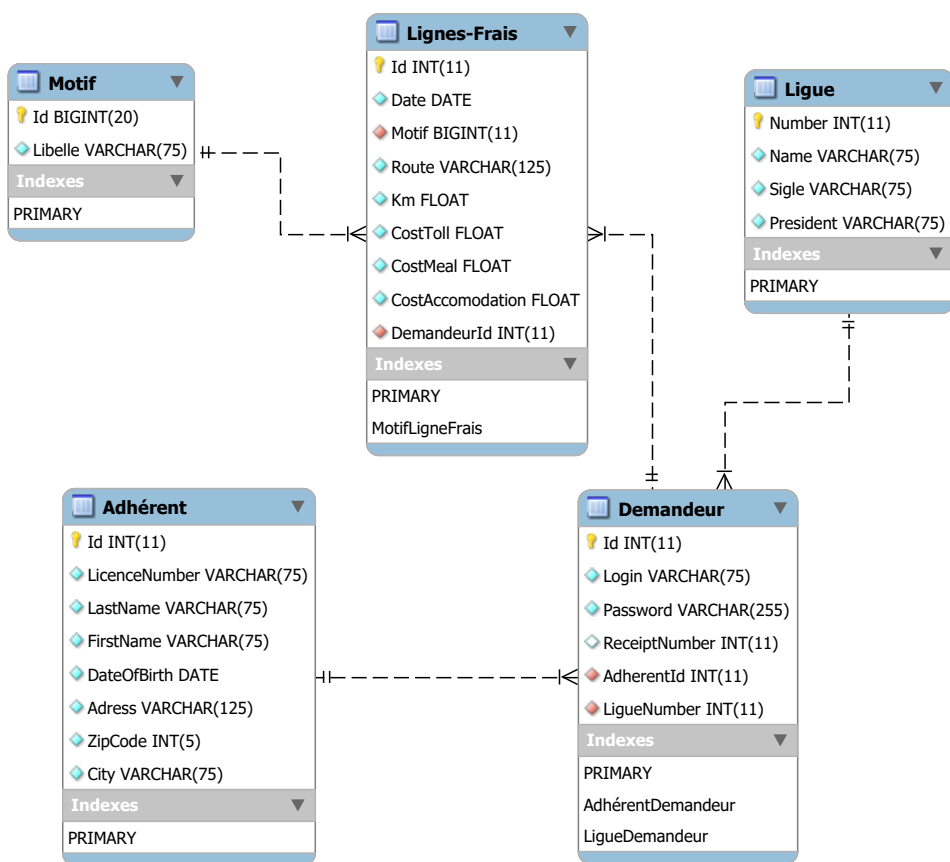 Motif
Id BIGINT(20)
Libelle VARCHAR(75)
Indexes
PRIMARY
Lignes-Frais
Id INT(11)
Date DATE
Motif BIGINT(11)
Route VARCHAR(125)
Km FLOAT
CostToll FLOAT
CostMeal FLOAT
CostAccomodation FLOAT
DemandeurId INT(11)
Indexes
PRIMARY
MotifLigneFrais
Ligue
Number INT(11)
Name VARCHAR(75)
Sigle VARCHAR(75)
President VARCHAR(75)
Indexes
PRIMARY
Adhérent
Id INT(11)
LicenceNumber VARCHAR(75)
LastName VARCHAR(75)
FirstName VARCHAR(75)
DateOfBirth DATE
Adress VARCHAR(125)
ZipCode INT(5)
City VARCHAR(75)
Indexes
PRIMARY
Demandeur
Id INT(11)
Login VARCHAR(75)
Password VARCHAR(255)
ReceiptNumber INT(11)
AdherentId INT(11)
LigueNumber INT(11)
Indexes
PRIMARY
AdhérentDemandeur
LigueDemandeur